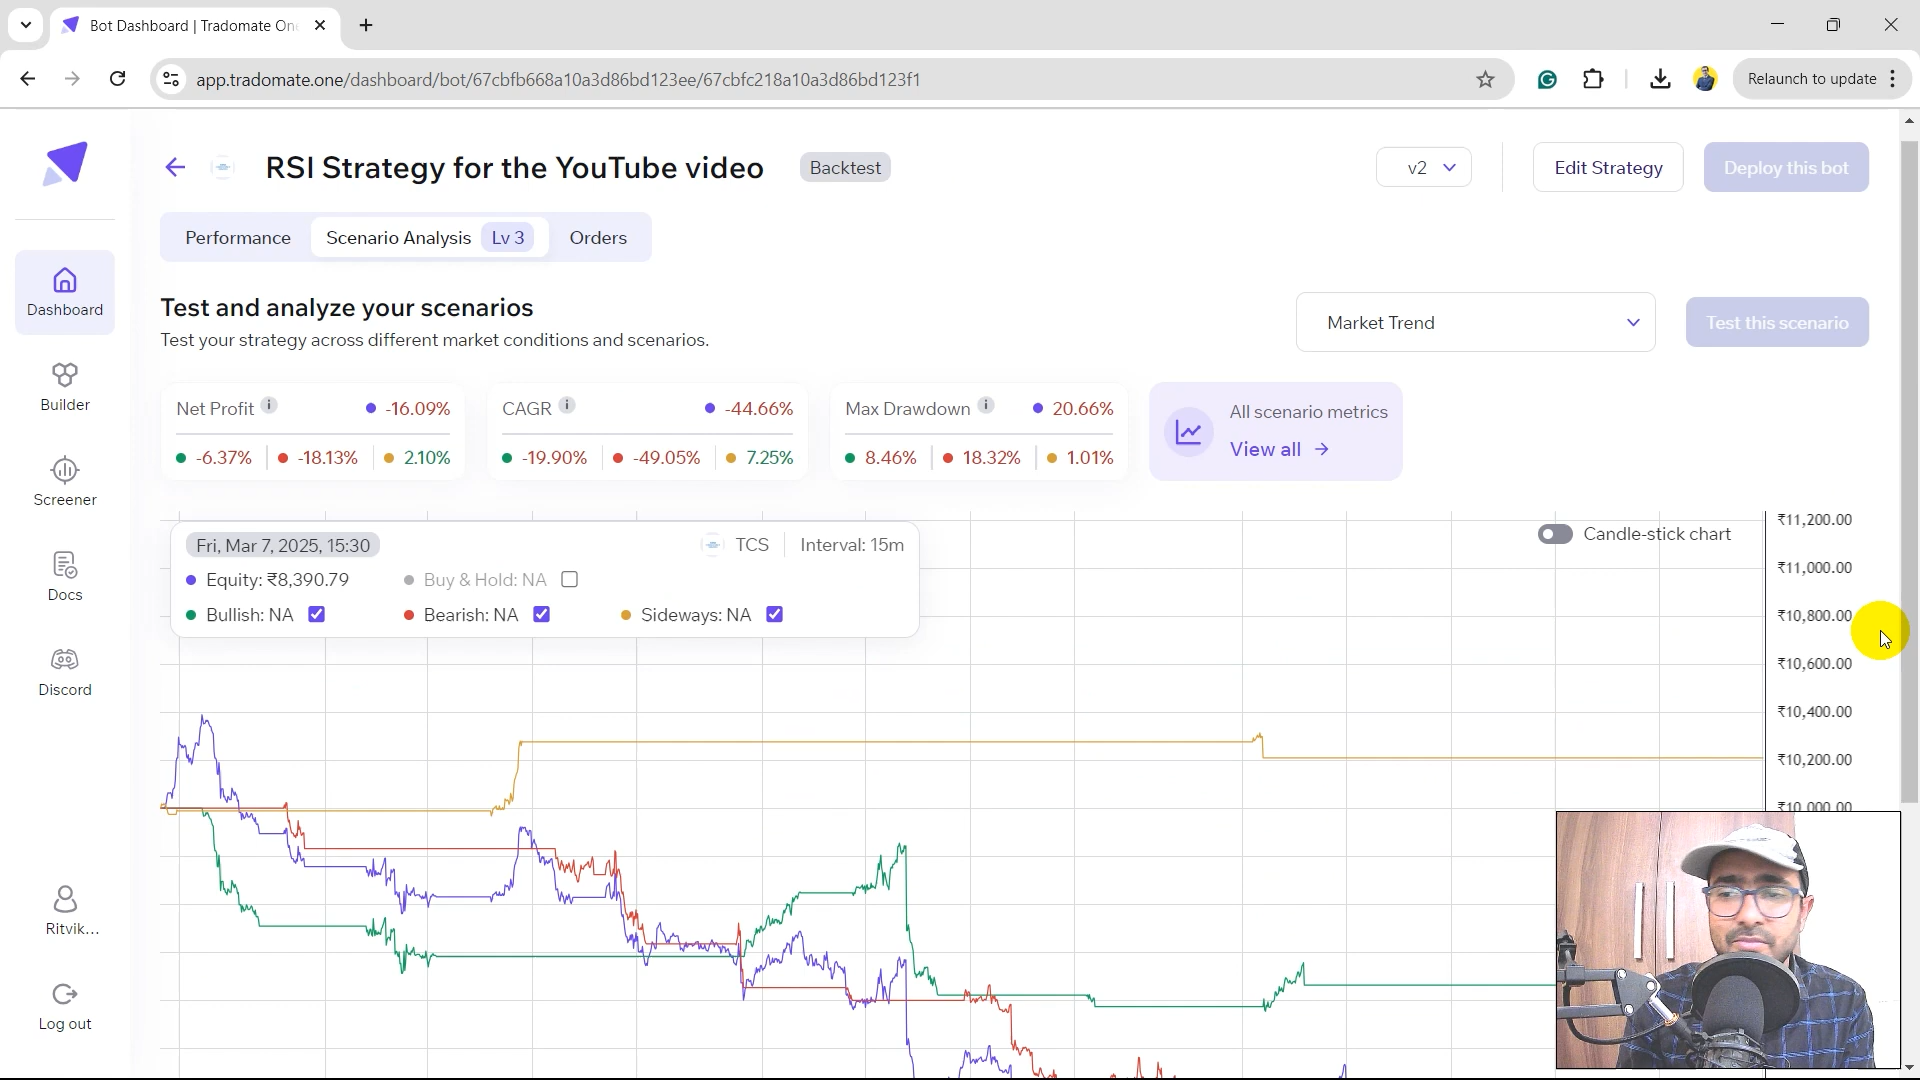 Bot Dashboard | Tradomate On
app.tradomate.one/dashboard/bot/67cbfb668a10a3d86bd123ee/67cbfc218a10a3d86bd123f1
Relaunch to update
RSI Strategy for the YouTube video
Backtest
v2
Edit Strategy
Deploy this bot
Performance
Scenario Analysis Lv 3
Orders
Dashboard
Builder
Screener
Docs
Discord
Ritvik...
Log out
Test and analyze your scenarios
Test your strategy across different market conditions and scenarios.
Market Trend
Test this scenario
Net Profit i -16.09%
-6.37% -18.13% 2.10%
CAGR i -44.66%
-19.90% -49.05% 7.25%
Max Drawdown i 20.66%
8.46% 18.32% 1.01%
All scenario metrics
View all →
Fri, Mar 7, 2025, 15:30
TCS
Interval: 15m
Equity: ₹8,390.79
Buy & Hold: NA
Bullish: NA
Bearish: NA
Sideways: NA
Candle-stick chart
₹11,200.00
₹11,000.00
₹10,800.00
₹10,600.00
₹10,400.00
₹10,200.00
₹10,000.00